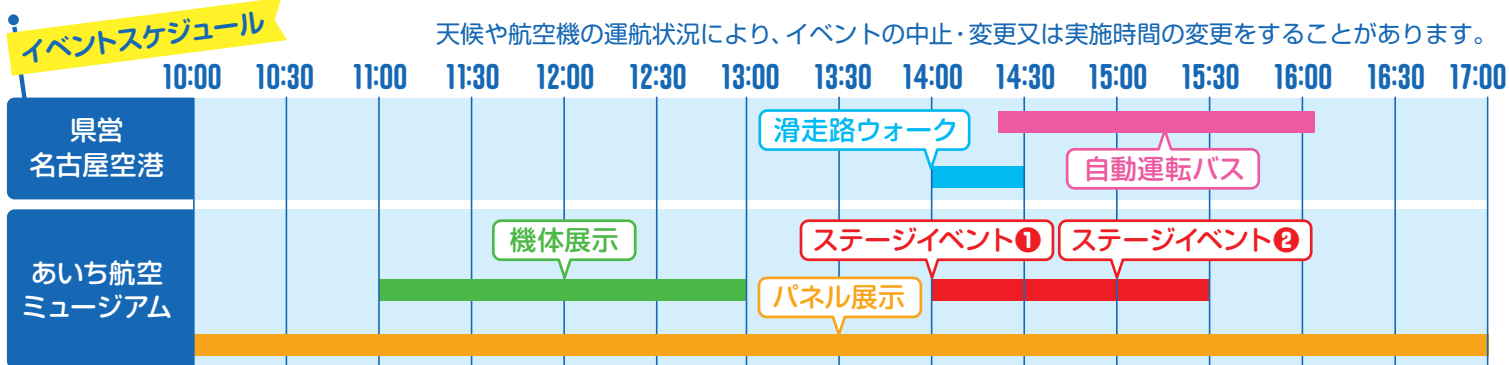 イベントスケジュール
天候や航空機の運航状況により、イベントの中止・変更又は実施時間の変更をすることがあります。
10:00 10:30 11:00 11:30 12:00 12:30 13:00 13:30 14:00 14:30 15:00 15:30 16:00 16:30 17:00
県営
名古屋空港
滑走路ウォーク
自動運転バス
あいち航空
ミュージアム
機体展示
ステージイベント❶
ステージイベント❷
パネル展示